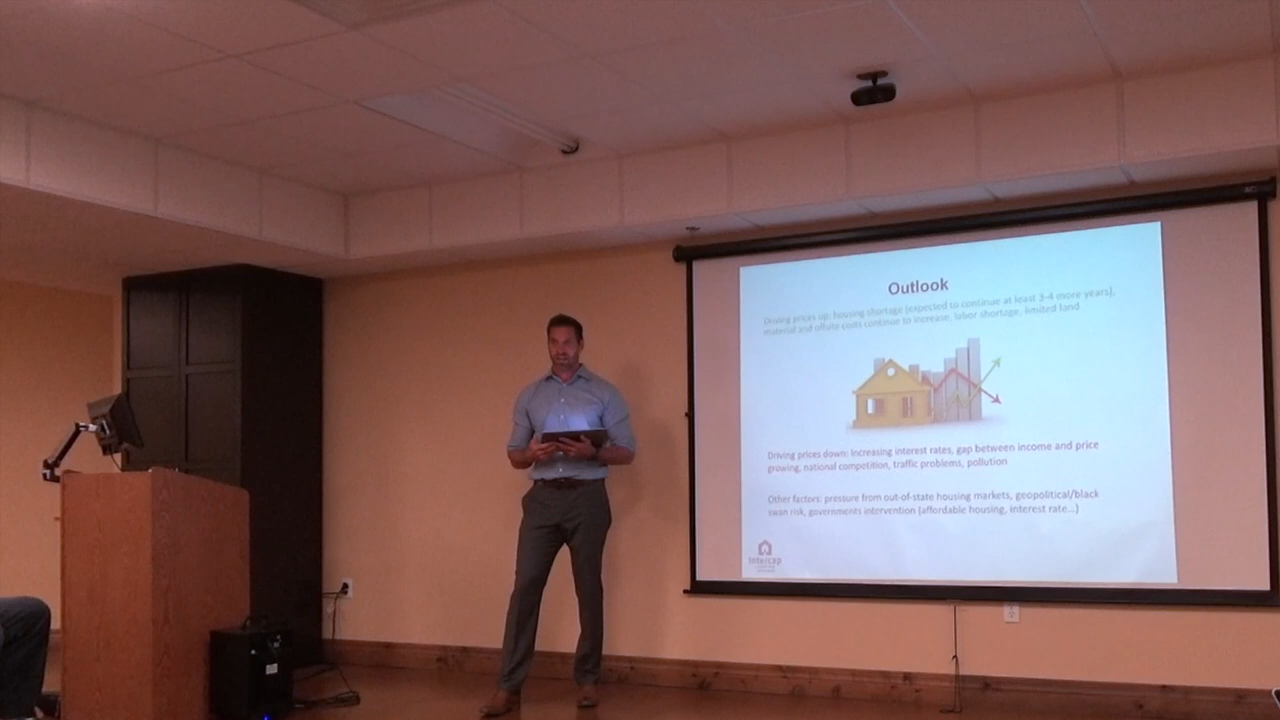 Outlook
Driving prices up: housing shortage (expected to continue at least 3-4 more years),
material and offsite costs continue to increase, labor shortage, limited land
Driving prices down: Increasing interest rates, gap between income and price
growing, national competition, traffic problems, pollution
Other factors: pressure from out-of-state housing markets, geopolitical/black
swan risk, governments intervention (affordable housing, interest rate...)
Intercap